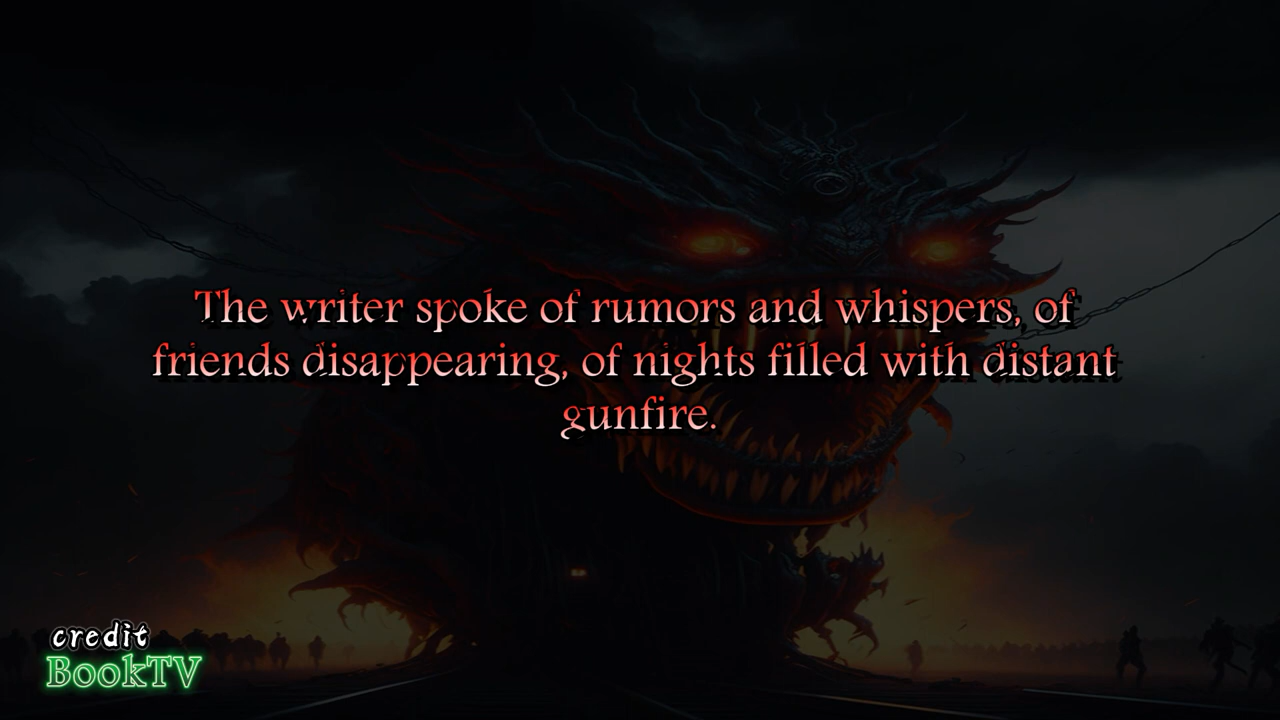 The writer spoke of rumors and whispers, of
friends disappearing, of nights filled with distant
gunfire.
credit
BookTV